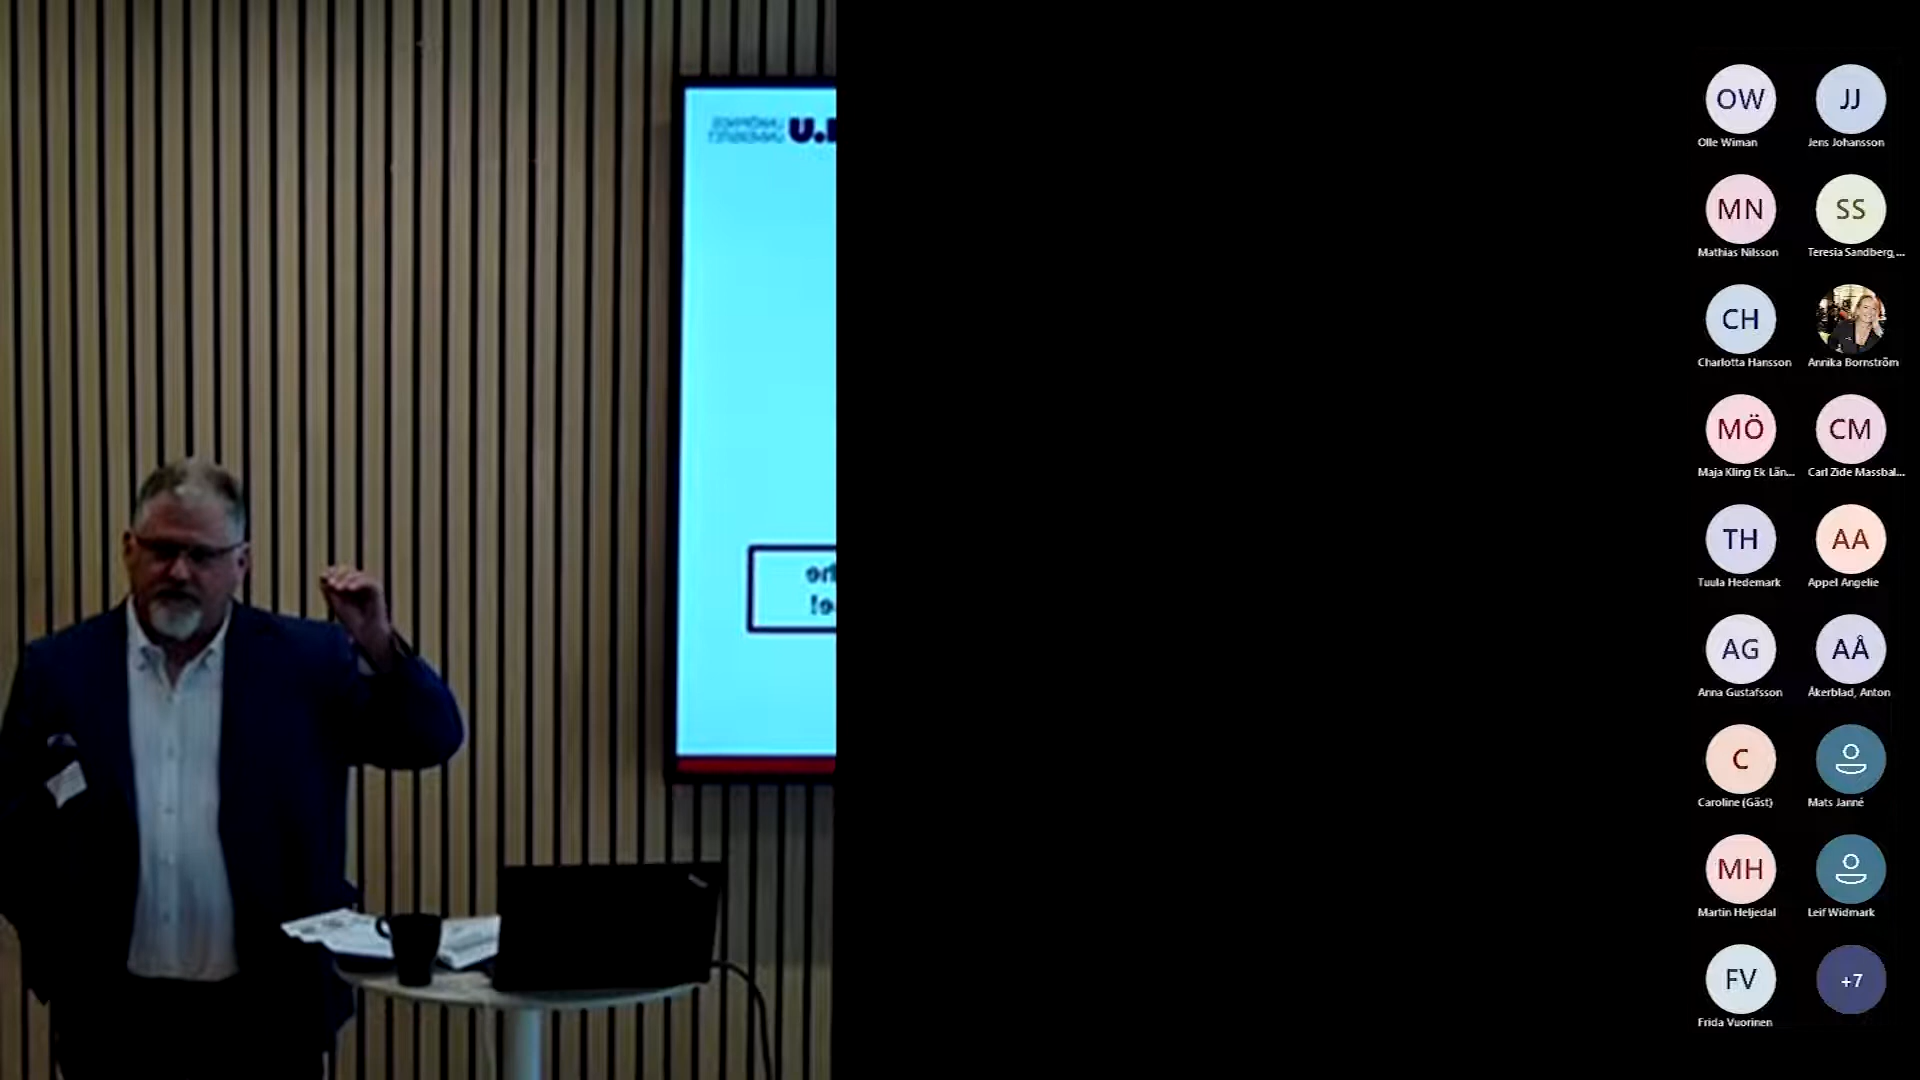 U.
OW
JJ
Olle Wiman
Jens Johansson
MN
SS
Mathias Nilsson
Teresia Sandberg,...
CH
Charlotta Hansson
Annika Bornström
MÖ
CM
Maja Kling Ek Län...
Carl Zide Massbal...
TH
AA
Tuula Hedemark
Appel Angelie
AG
AÅ
Anna Gustafsson
Åkerblad, Anton
C
Caroline (Gäst)
Mats Janné
MH
Martin Heljedal
Leif Widmark
FV
+7
Frida Vuorinen